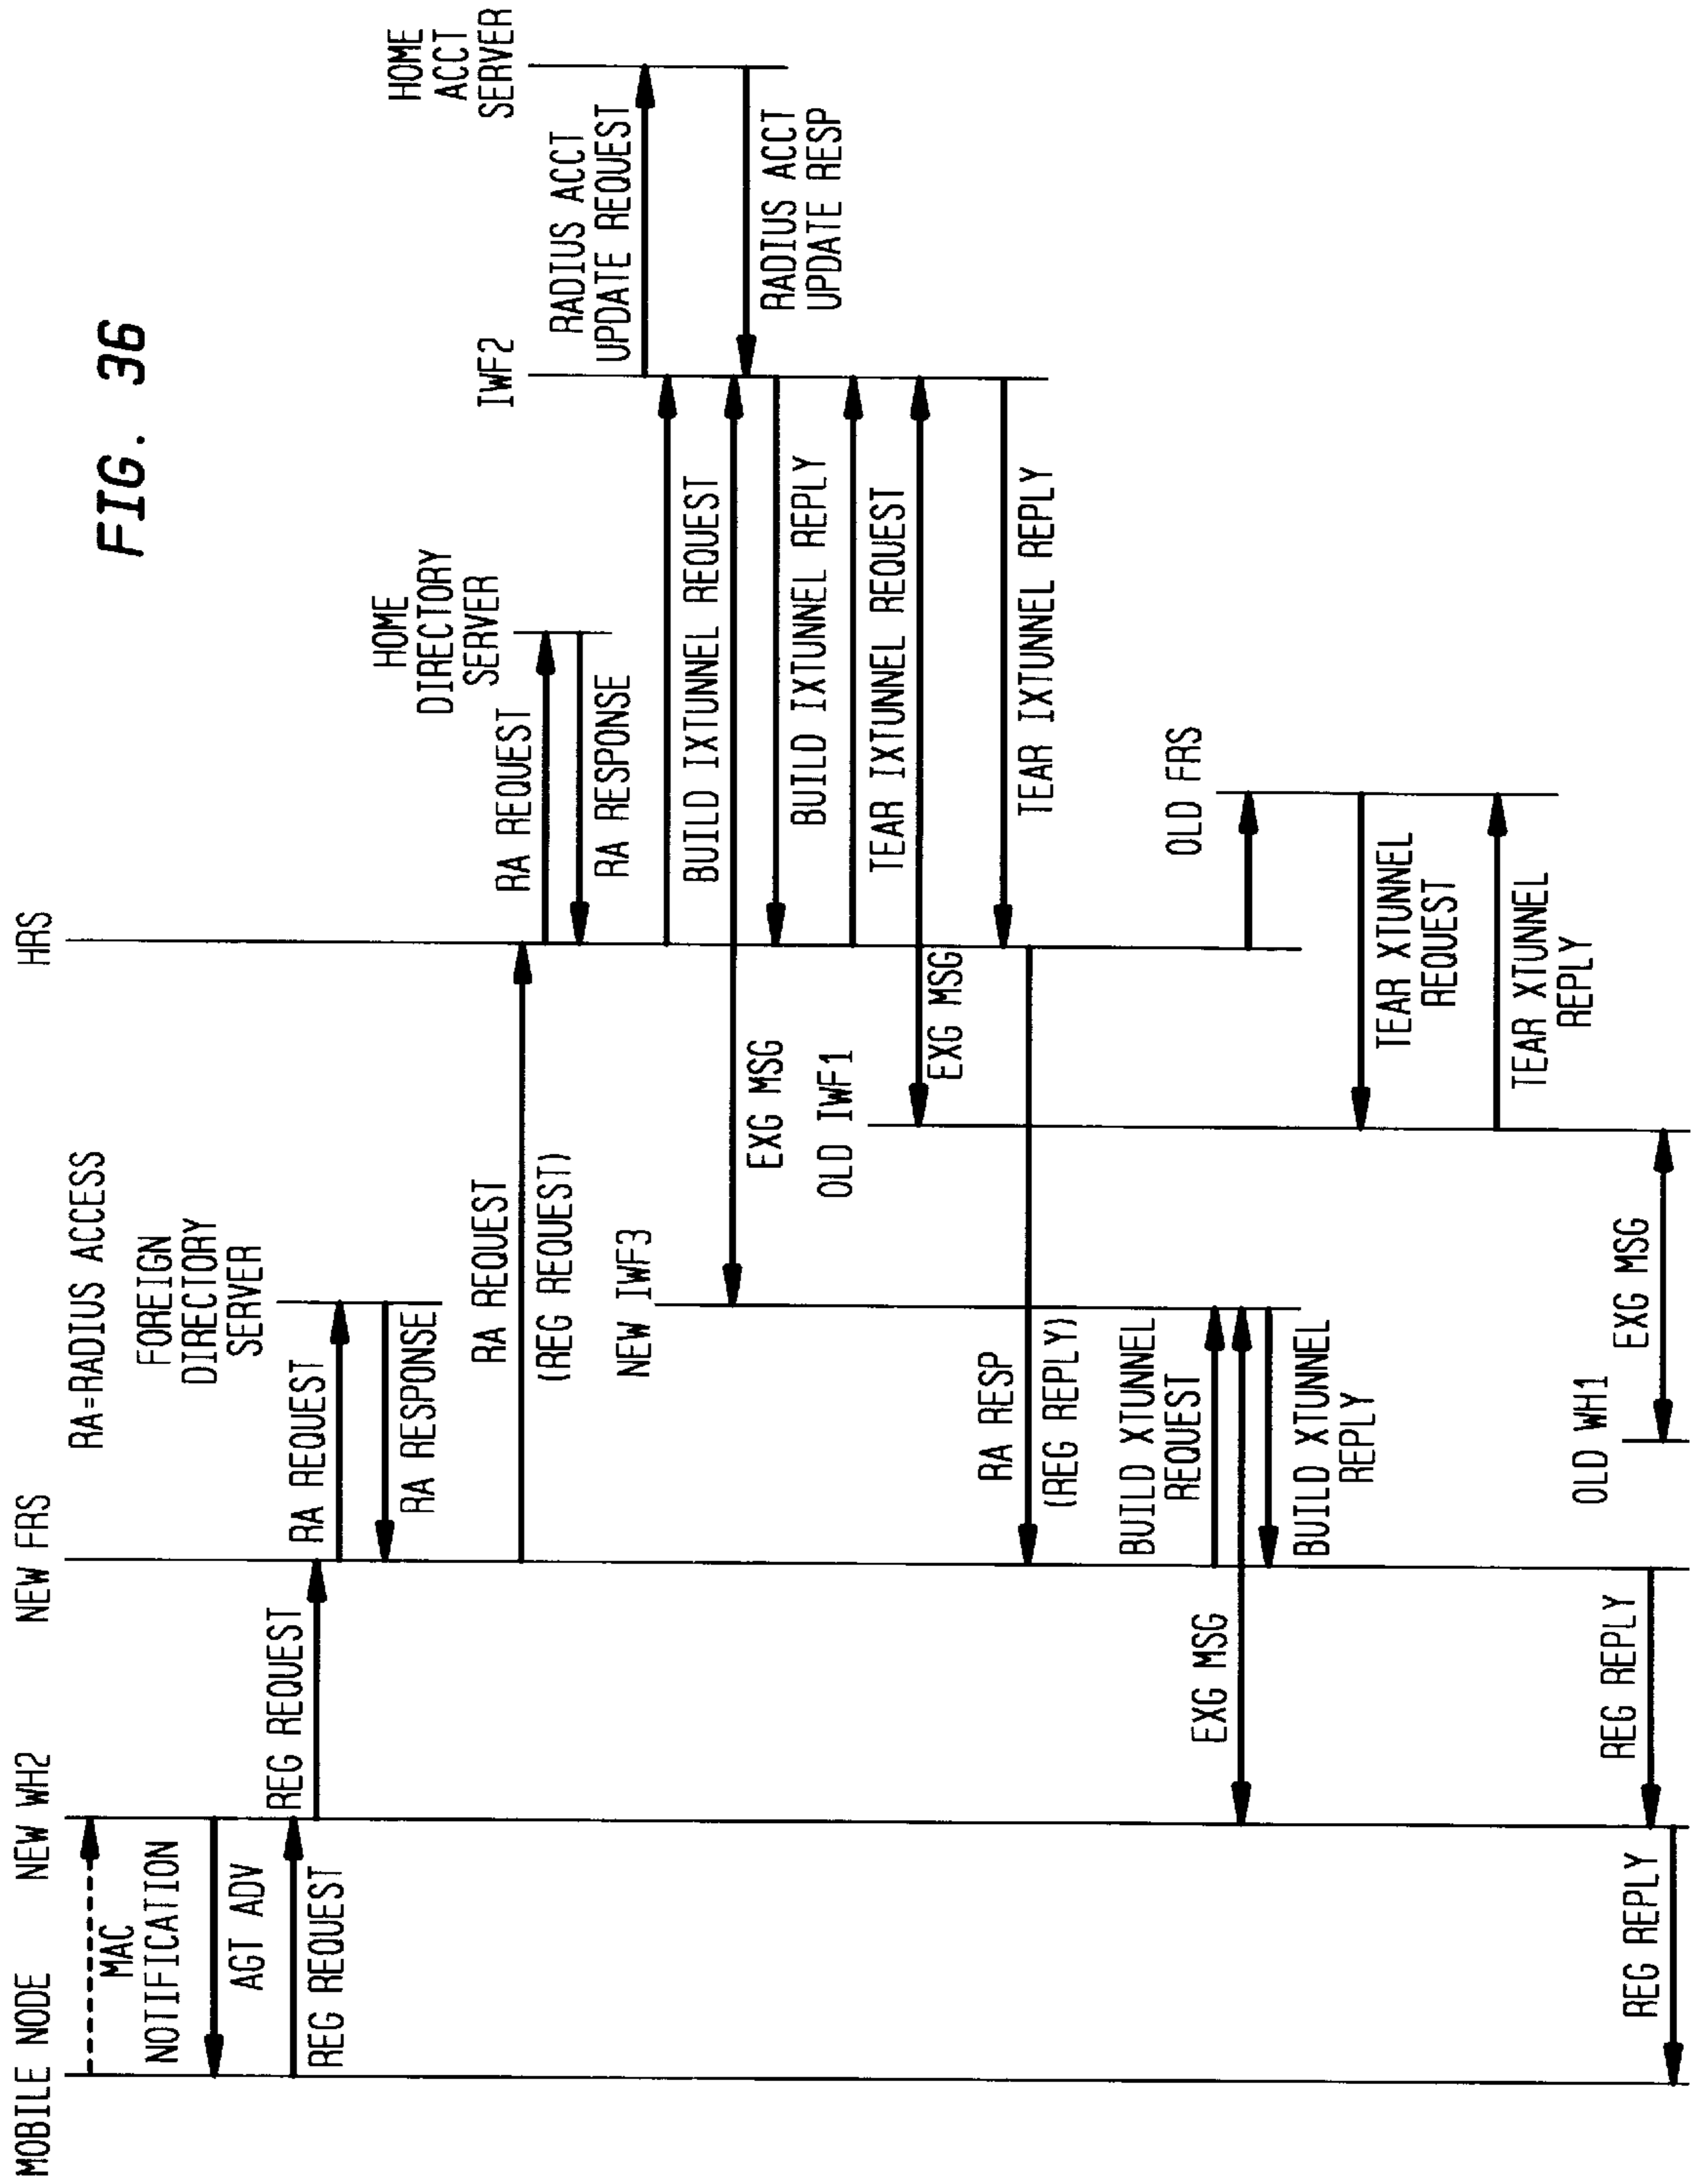 FIG. 36
MOBILE NODE
NEW WH2
NEW FRS
HRS
RA=RADIUS ACCESS
MAC
NOTIFICATION
AGT ADV
REG REQUEST
REG REQUEST
FOREIGN
DIRECTORY
SERVER
RA REQUEST
RA RESPONSE
RA REQUEST
(REG REQUEST)
HOME
DIRECTORY
SERVER
RA REQUEST
RA RESPONSE
IWF2
HOME
ACCT
SERVER
RADIUS ACCT
UPDATE REQUEST
RADIUS ACCT
UPDATE RESP
BUILD IXTUNNEL REQUEST
NEW IWF3
EXG MSG
BUILD IXTUNNEL REPLY
OLD IWF1
TEAR IXTUNNEL REQUEST
EXG MSG
TEAR IXTUNNEL REPLY
RA RESP
(REG REPLY)
BUILD XTUNNEL
REQUEST
EXG MSG
BUILD XTUNNEL
REPLY
OLD FRS
TEAR XTUNNEL
REQUEST
TEAR XTUNNEL
REPLY
OLD WH1
EXG MSG
REG REPLY
REG REPLY